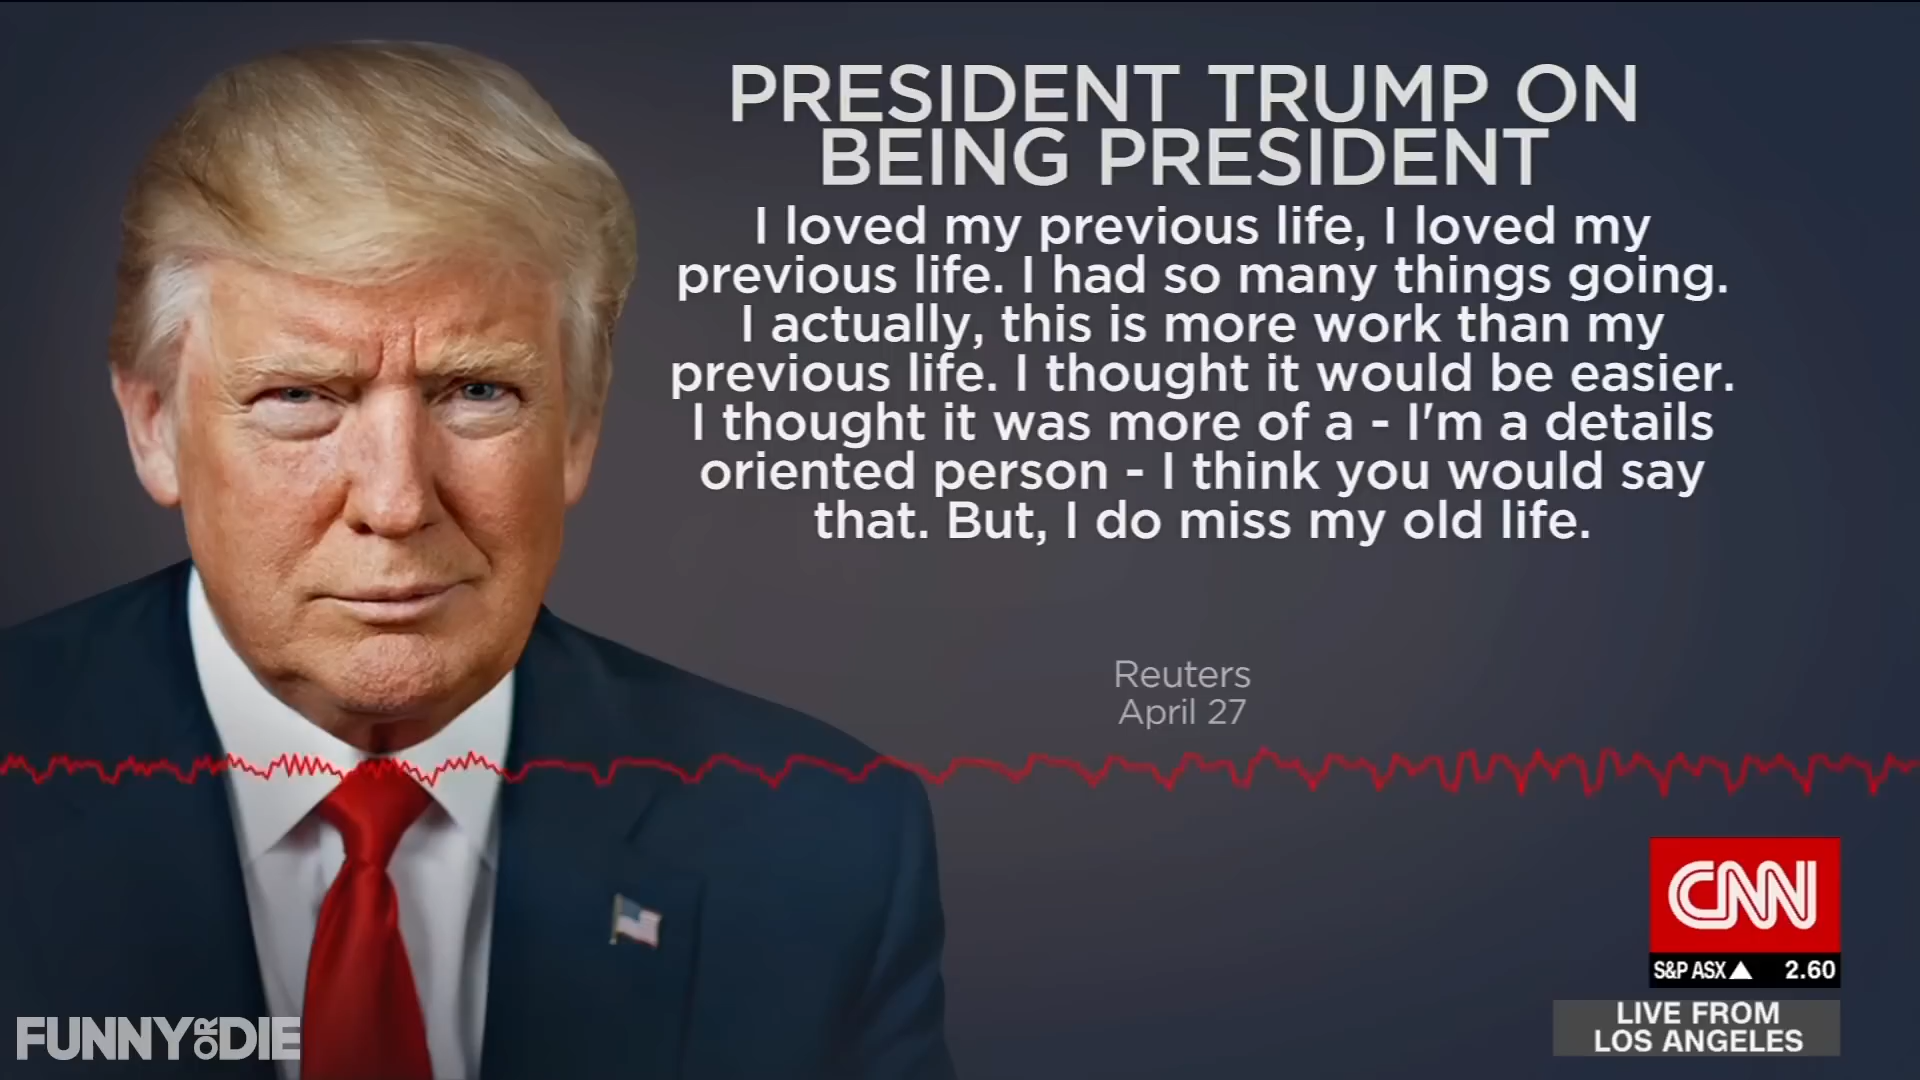 PRESIDENT TRUMP ON
BEING PRESIDENT
I loved my previous life, I loved my
previous life. I had so many things going.
I actually, this is more work than my
previous life. I thought it would be easier.
I thought it was more of a - I'm a details
oriented person - I think you would say
that. But, I do miss my old life.
Reuters
April 27
CNN
S&P ASX ▲ 2.60
LIVE FROM
LOS ANGELES
FUNNY OR DIE